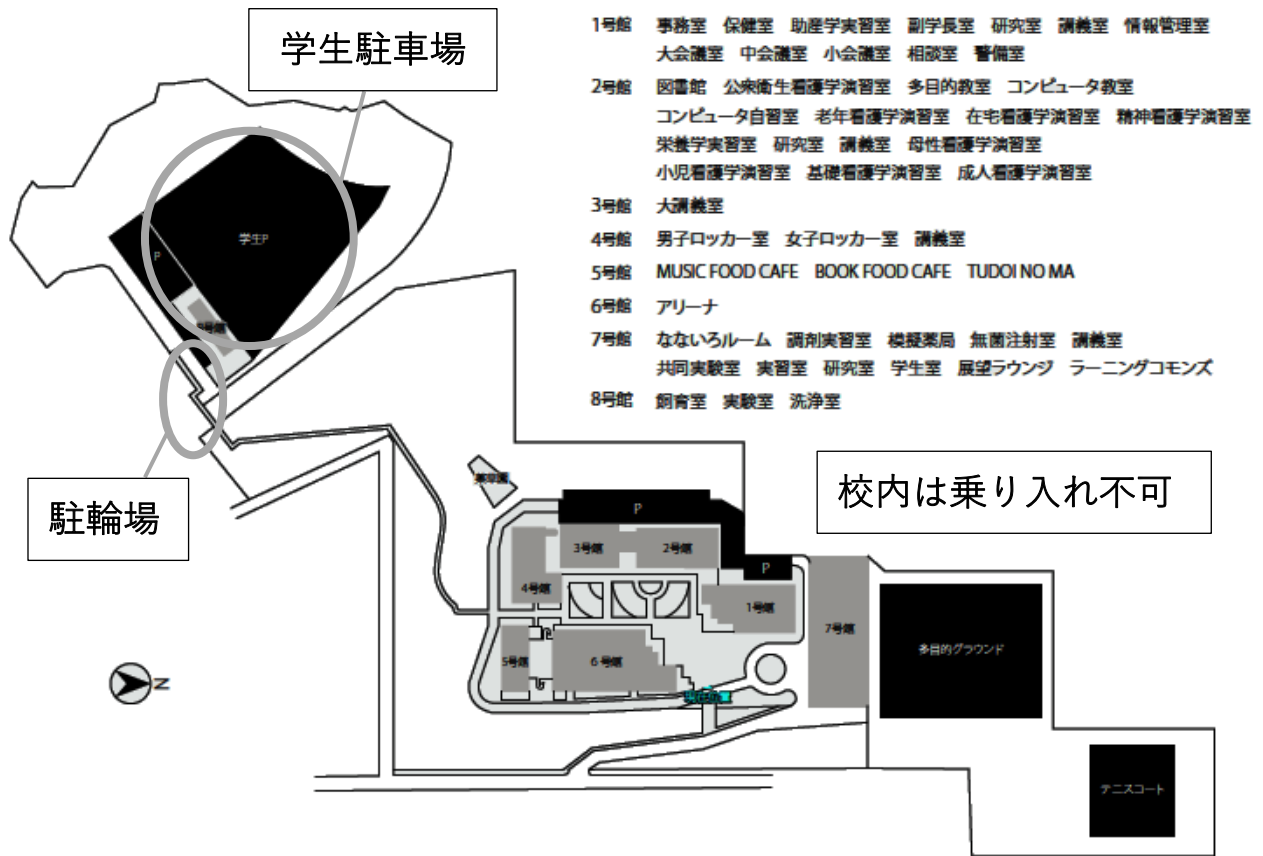 学生駐車場
1号館 事務室 保健室 助産学実習室 副学長室 研究室 講義室 情報管理室
大会議室 中会議室 小会議室 相談室 警備室
2号館 図書館 公衆衛生看護学演習室 多目的教室 コンピュータ教室
コンピュータ自習室 老年看護学演習室 在宅看護学演習室 精神看護学演習室
栄養学実習室 研究室 講義室 母性看護学演習室
小児看護学演習室 基礎看護学演習室 成人看護学演習室
3号館 大講義室
4号館 男子ロッカー室 女子ロッカー室 講義室
5号館 MUSIC FOOD CAFE BOOK FOOD CAFE TUDOI NO MA
6号館 アリーナ
7号館 なないろルーム 調剤実習室 模擬薬局 無菌注射室 講義室
共同実験室 実習室 研究室 学生室 展望ラウンジ ラーニングコモンズ
8号館 飼育室 実験室 洗浄室
学生P
P
8号館
駐輪場
校内は乗り入れ不可
薬草園
P
3号館
2号館
P
4号館
1号館
7号館
多目的グラウンド
5号館
6号館
N
テニスコート